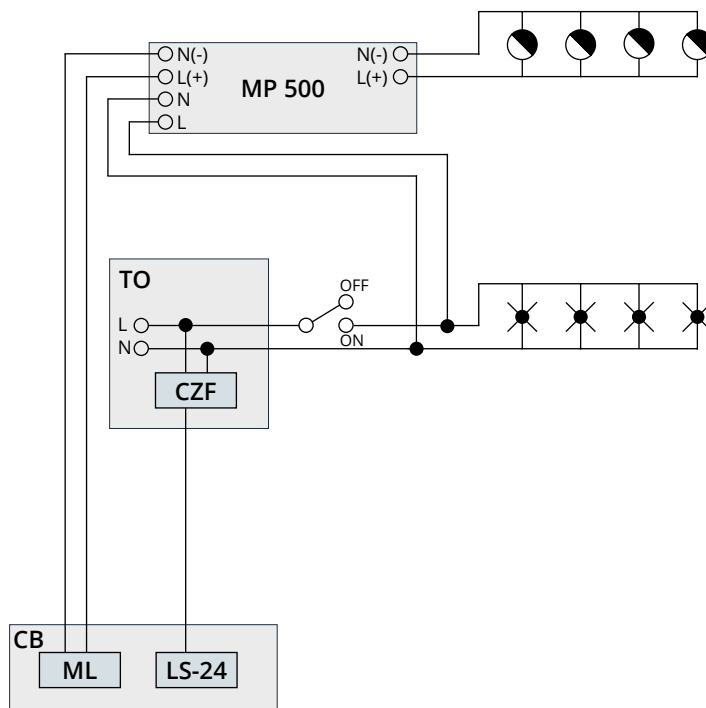 N(-)
L(+)
N
L
MP 500
N(-)
L(+)
TO
L
N
CZF
OFF
ON
CB
ML
LS-24